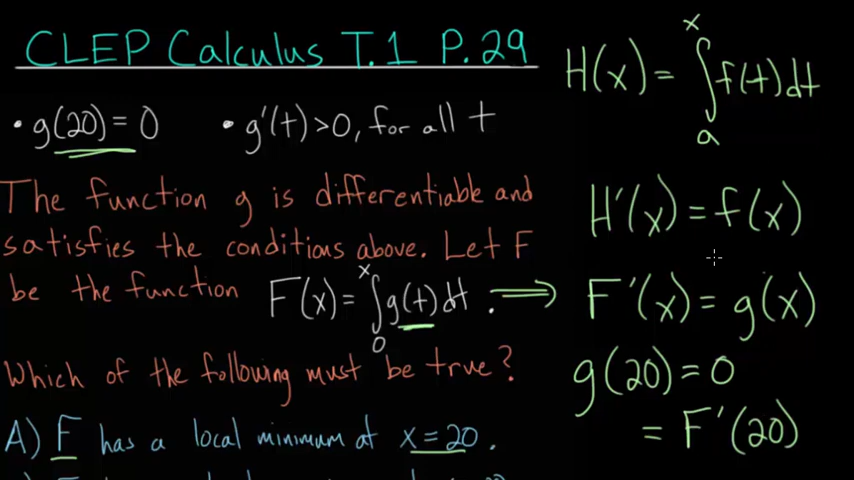 CLEP Calculus T.1 P.29
• g(20) = 0 • g'(t) > 0, for all t
The function g is differentiable and
satisfies the conditions above. Let F
be the function F(x) = ∫₀ˣ g(t)dt. ⟹
Which of the following must be true?
A) F has a local minimum at x = 20.
H(x) = ∫ₐˣ f(t)dt
H'(x) = f(x)
F'(x) = g(x)
g(20) = 0
= F'(20)